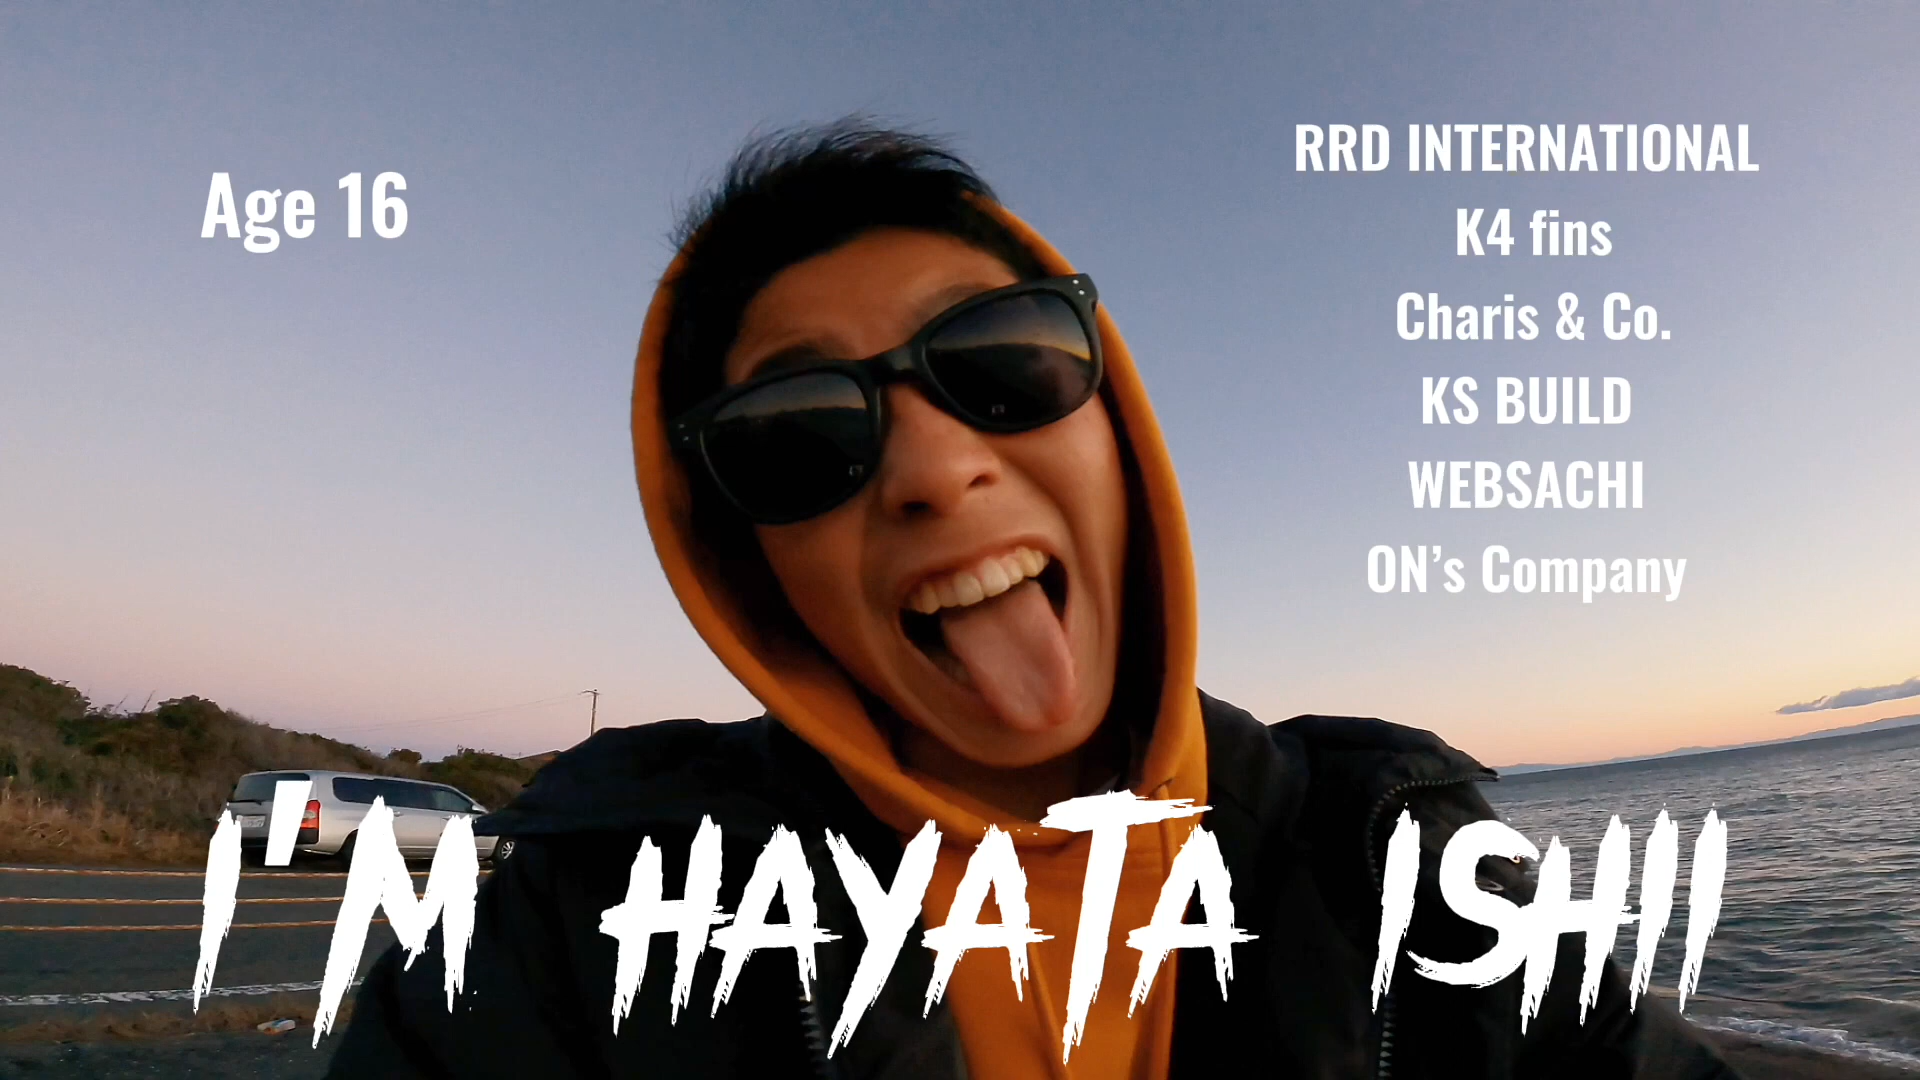 Age 16
RRD INTERNATIONAL
K4 fins
Charis & Co.
KS BUILD
WEBSACHI
ON’s Company
I'M HAYATA ISHII